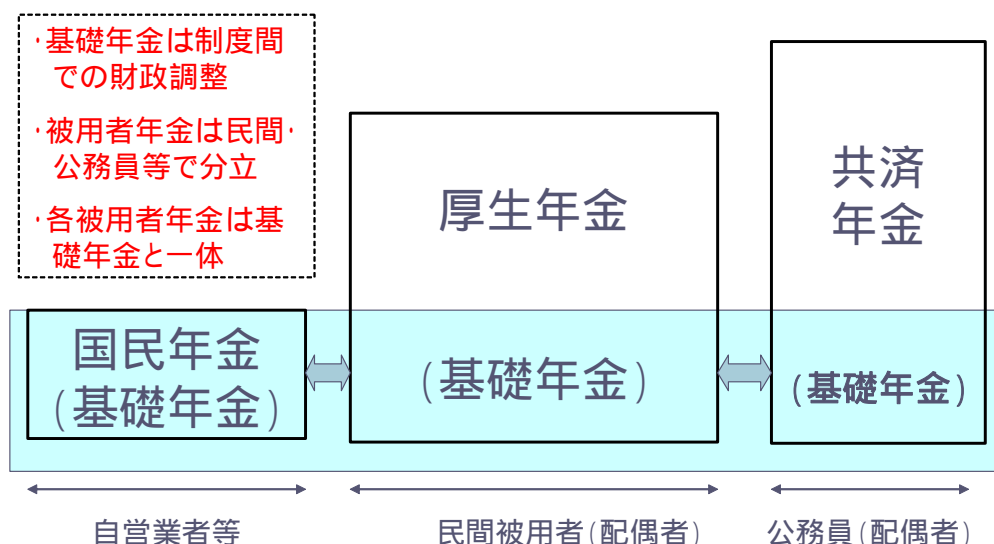 ・基礎年金は制度間
での財政調整
・被用者年金は民間・
公務員等で分立
・各被用者年金は基
礎年金と一体
厚生年金
共済
年金
国民年金
(基礎年金)
(基礎年金)
(基礎年金)
自営業者等
民間被用者(配偶者)
公務員(配偶者)